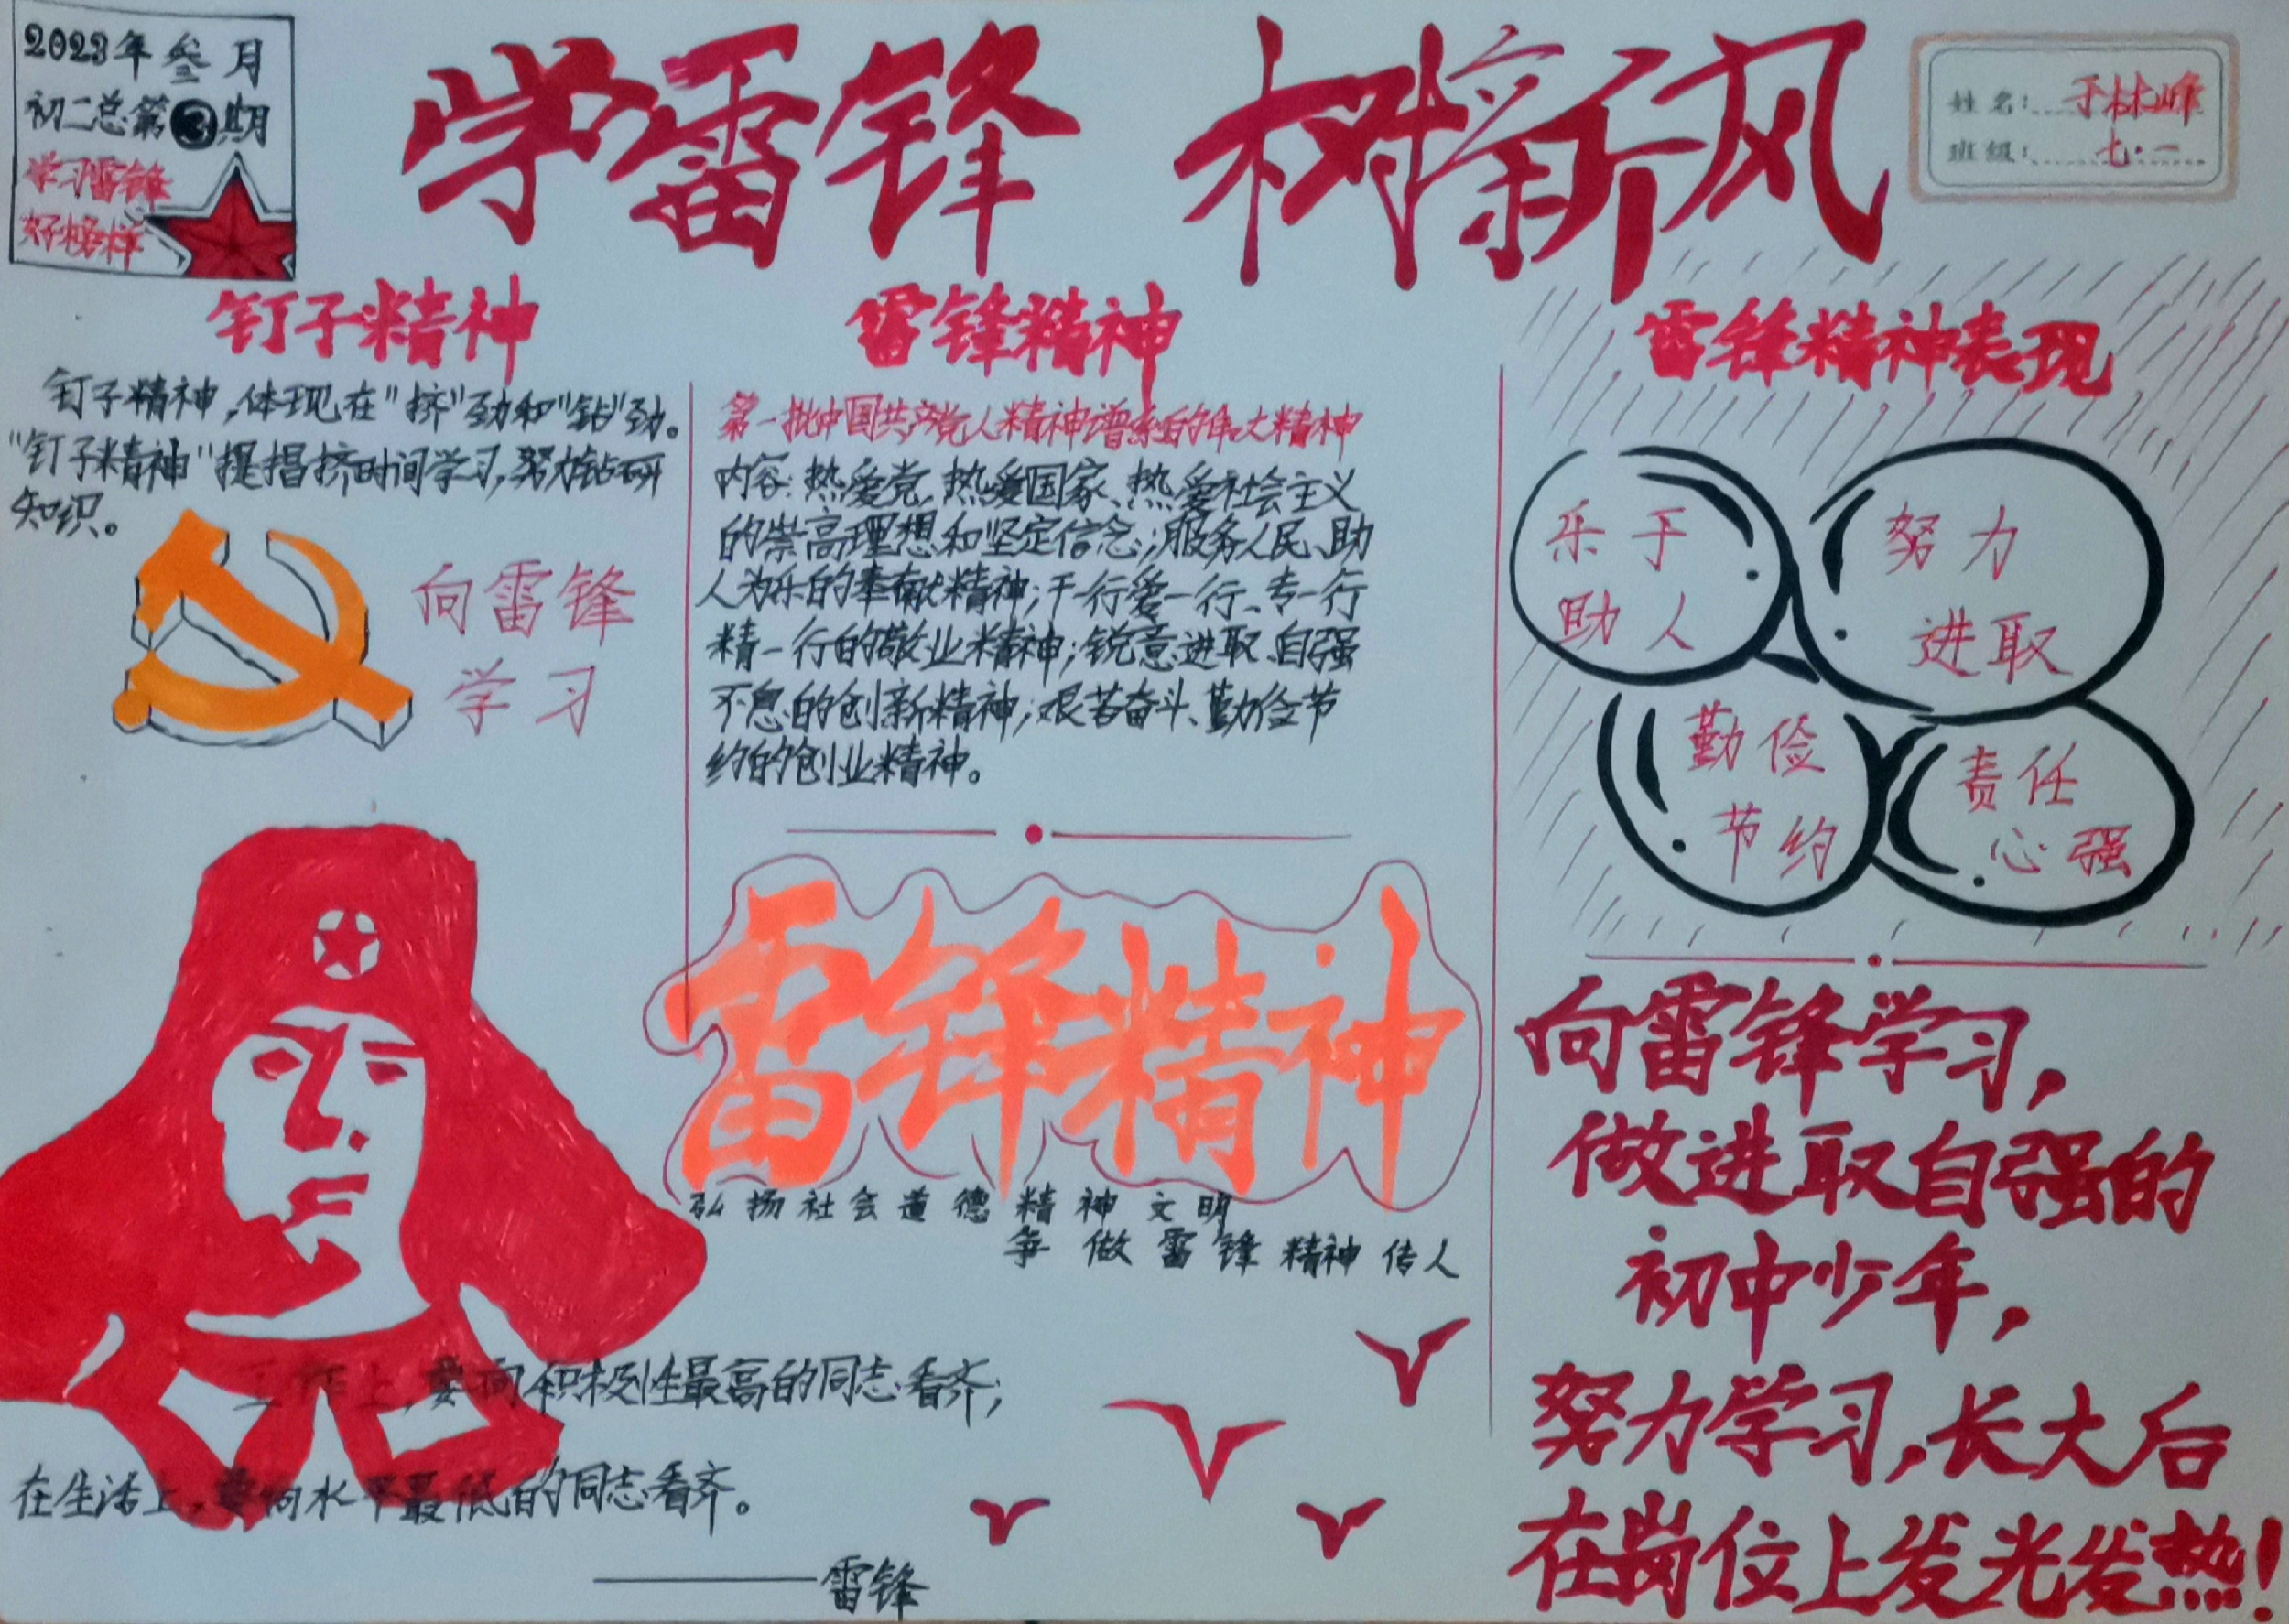 2023年叁月
初二总第3期
学习雷锋
好榜样
学雷锋 树新风
姓名：于林峰
班级：七·一
钉子精神
钉子精神，体现在"挤"劲和"钻"劲。
"钉子精神"提倡挤时间学习，努力钻研
知识。
向雷锋
学习
雷锋精神
第一批中国共产党人精神谱系的伟大精神
内容：热爱党、热爱国家、热爱社会主义
的崇高理想和坚定信念；服务人民、助
人为乐的奉献精神；干一行爱一行、专一行
精一行的敬业精神；锐意进取、自强
不息的创新精神；艰苦奋斗、勤俭节
约的创业精神。
雷锋精神
弘扬社会道德精神文明
争做雷锋精神传人
工作上，要向积极性最高的同志看齐；
在生活上，要向水平最低的同志看齐。
——雷锋
雷锋精神表现
乐于
助人
努力
进取
勤俭
节约
责任
心强
向雷锋学习，
做进取自强的
初中少年，
努力学习，长大后
在岗位上发光发热！